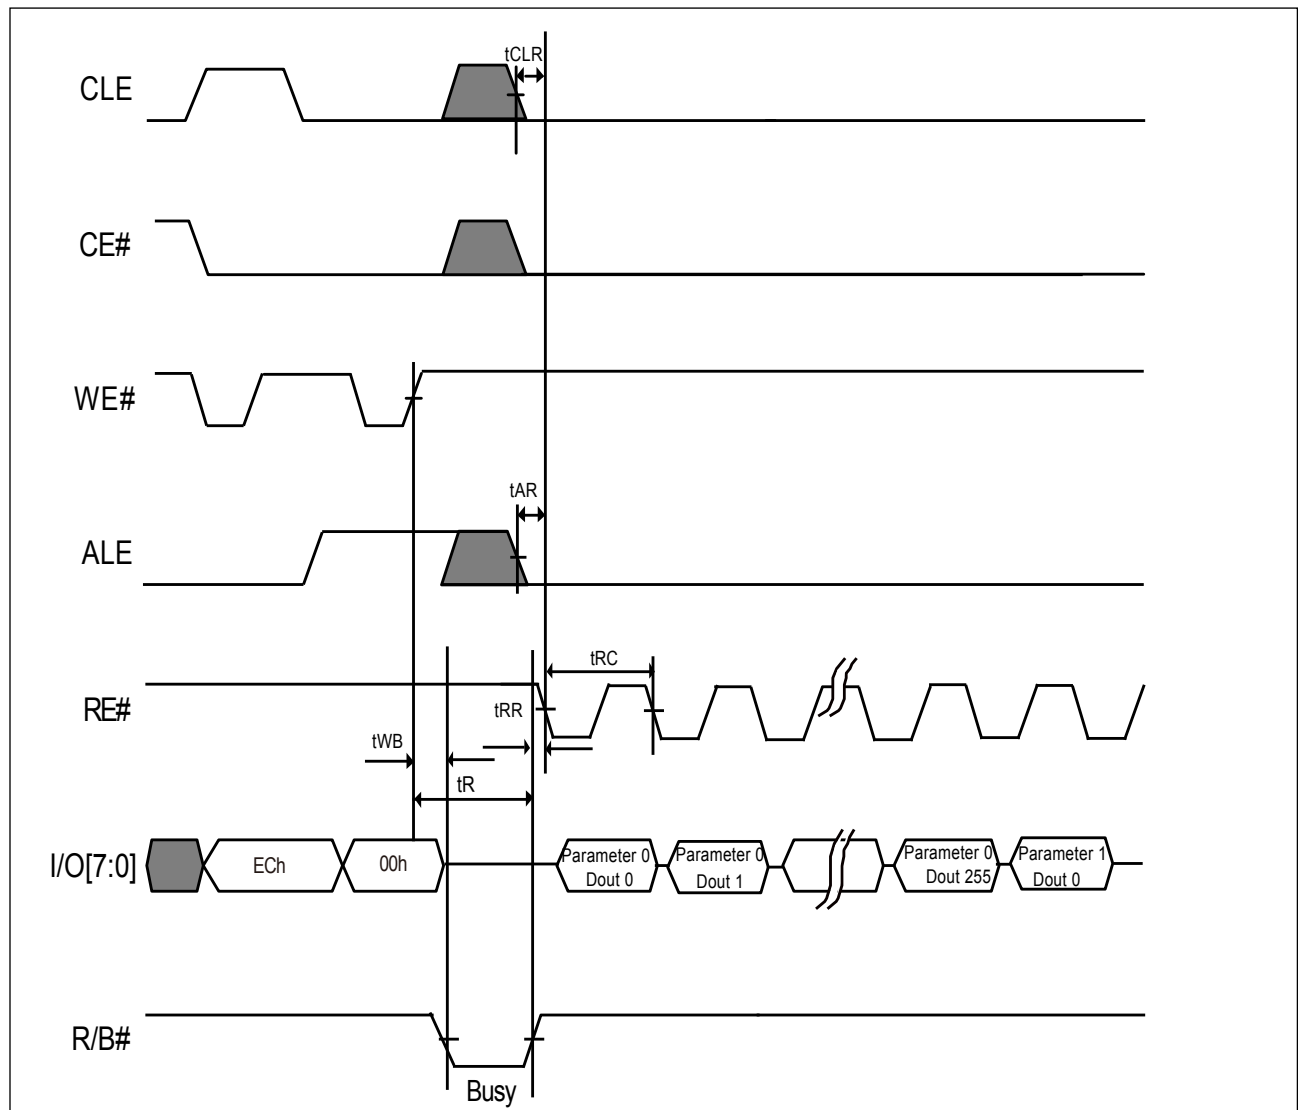 tCLR
CLE
CE#
WE#
tAR
ALE
tRC
RE#
tRR
tWB
tR
I/O[7:0]
ECh
00h
Parameter 0
Dout 0
Parameter 0
Dout 1
Parameter 0
Dout 255
Parameter 1
Dout 0
R/B#
Busy